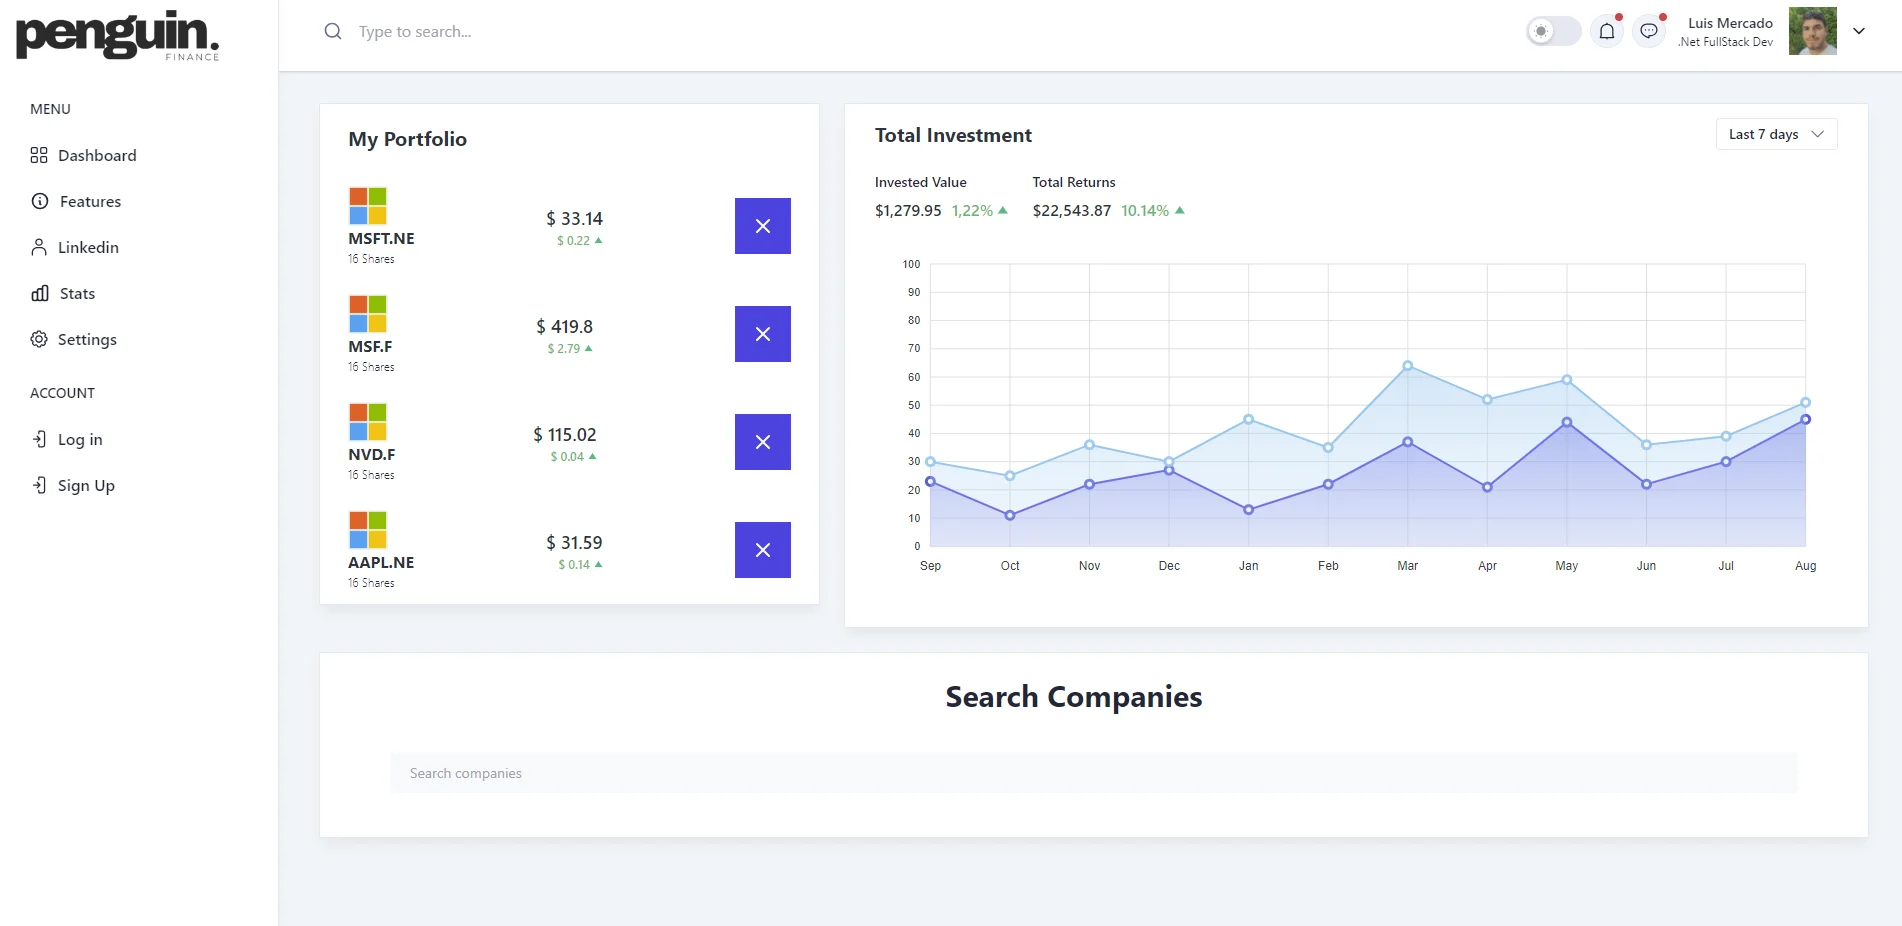 penguin.
FINANCE
MENU
Dashboard
Features
Linkedin
Stats
Settings
ACCOUNT
Log in
Sign Up
Type to search...
Luis Mercado
.Net FullStack Dev
My Portfolio
MSFT.NE
16 Shares
$ 33.14
$ 0.22
MSF.F
16 Shares
$ 419.8
$ 2.79
NVD.F
16 Shares
$ 115.02
$ 0.04
AAPL.NE
16 Shares
$ 31.59
$ 0.14
Total Investment
Last 7 days
Invested Value
$1,279.95 1,22%
Total Returns
$22,543.87 10.14%
100
90
80
70
60
50
40
30
20
10
0
Sep Oct Nov Dec Jan Feb Mar Apr May Jun Jul Aug
Search Companies
Search companies